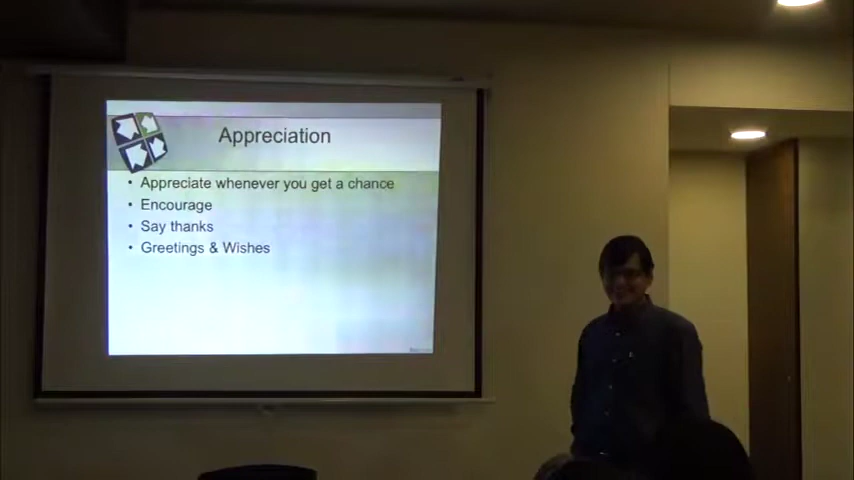 Appreciation
• Appreciate whenever you get a chance
• Encourage
• Say thanks
• Greetings & Wishes